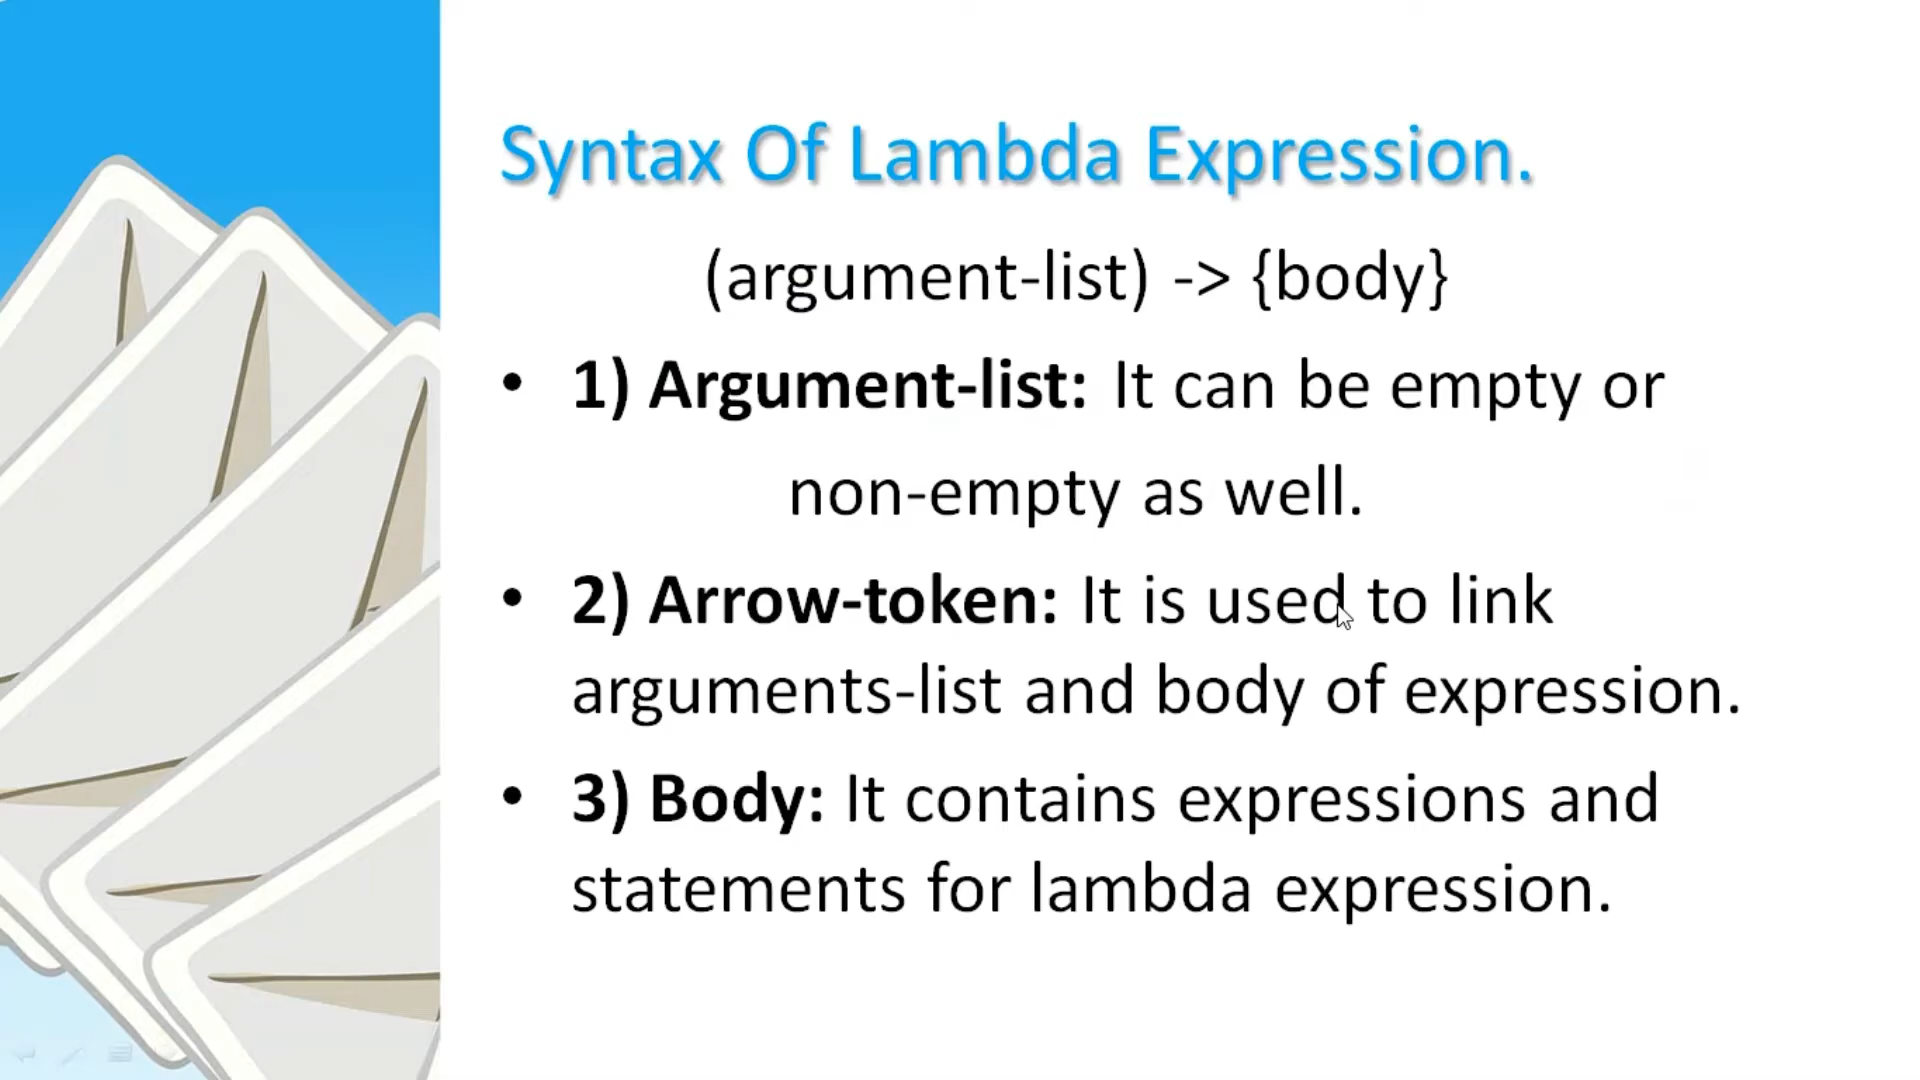 Syntax Of Lambda Expression.
(argument-list) -> {body}
• 1) Argument-list: It can be empty or
non-empty as well.
• 2) Arrow-token: It is used to link
arguments-list and body of expression.
• 3) Body: It contains expressions and
statements for lambda expression.